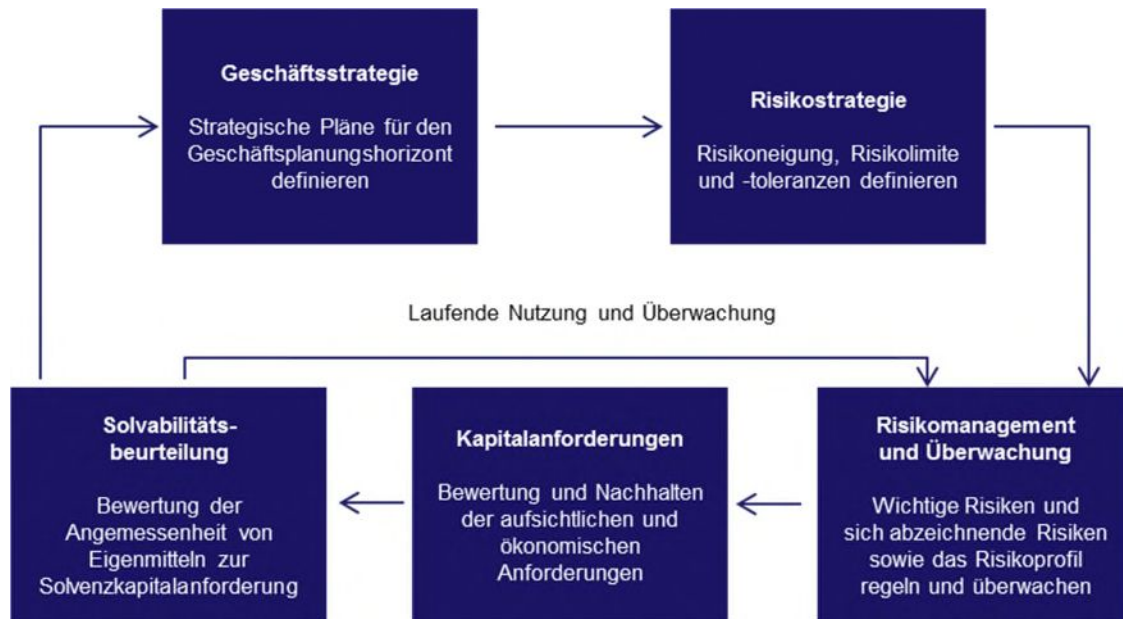 Geschäftsstrategie
Strategische Pläne für den
Geschäftsplanungshorizont
definieren
Risikostrategie
Risikoneigung, Risikolimite
und -toleranzen definieren
Laufende Nutzung und Überwachung
Solvabilitäts-
beurteilung
Bewertung der
Angemessenheit von
Eigenmitteln zur
Solvenzkapitalanforderung
Kapitalanforderungen
Bewertung und Nachhalten
der aufsichtlichen und
ökonomischen
Anforderungen
Risikomanagement
und Überwachung
Wichtige Risiken und
sich abzeichnende Risiken
sowie das Risikoprofil
regeln und überwachen